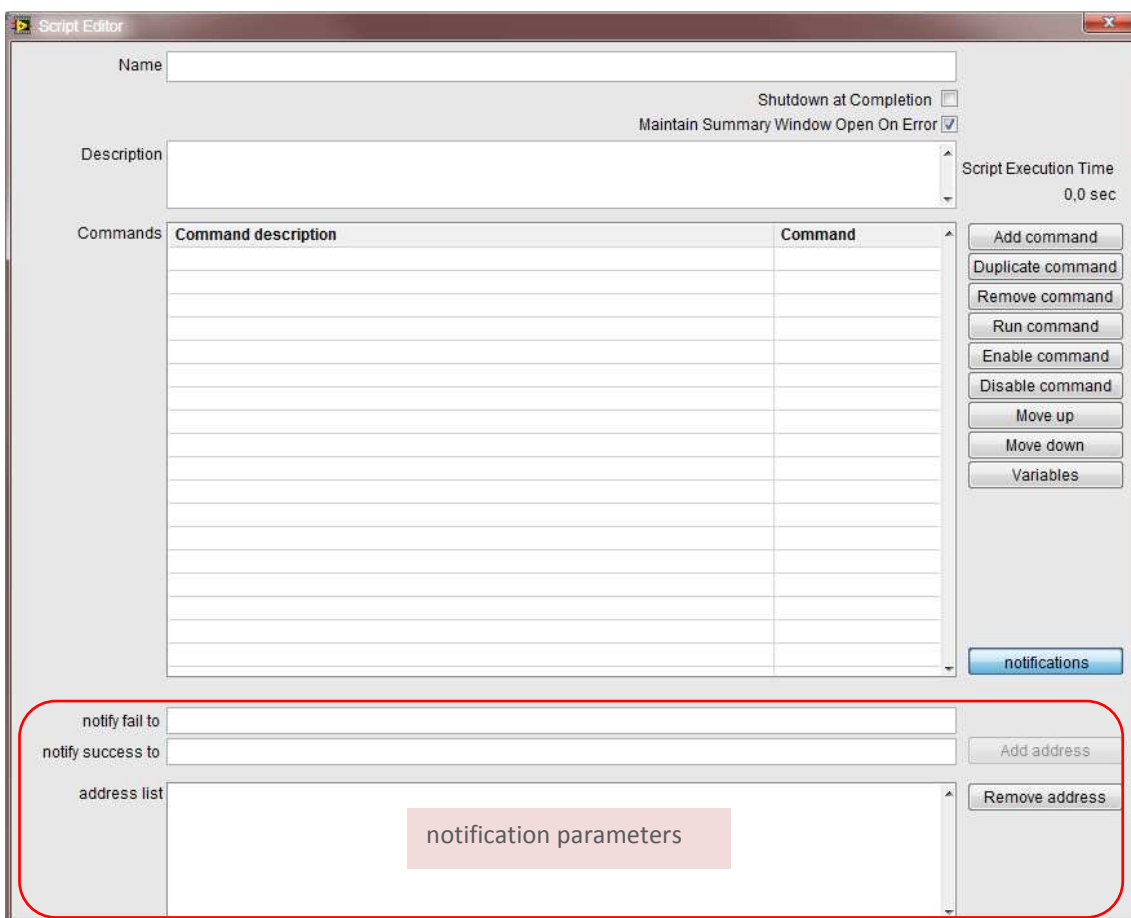 Script Editor
Name
Shutdown at Completion
Maintain Summary Window Open On Error
Description
Script Execution Time
0,0 sec
Commands Command description Command
Add command
Duplicate command
Remove command
Run command
Enable command
Disable command
Move up
Move down
Variables
notifications
notify fail to
notify success to
Add address
address list
Remove address
notification parameters